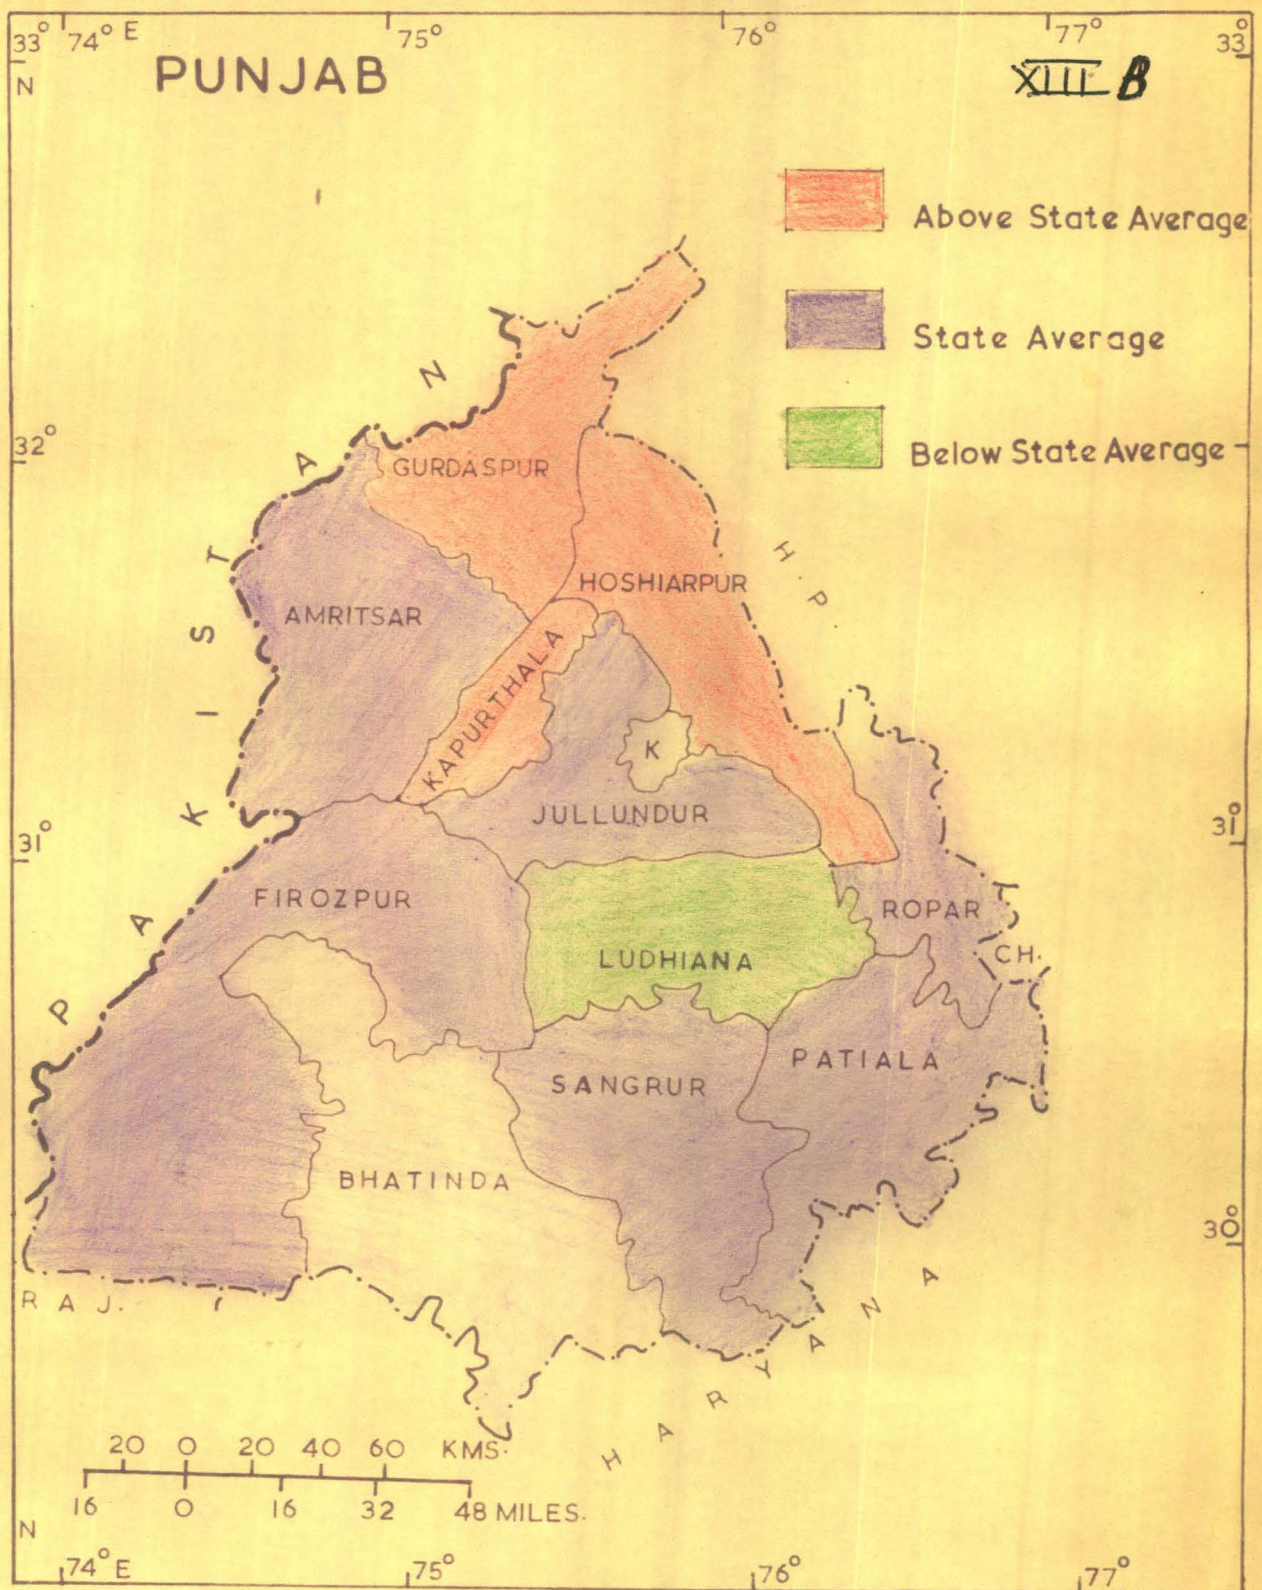 33° 74° E 75° 76° 77° 33°
N
PUNJAB
XIII B
Above State Average
State Average
Below State Average
32°
31° 31°
30°
PAKISTAN
H.P.
GURDASPUR
HOSHIARPUR
AMRITSAR
KAPURTHALA
K
JULLUNDUR
FIROZPUR
ROPAR
LUDHIANA
CH.
PATIALA
SANGRUR
BHATINDA
RAJ.
HARYANA
20 0 20 40 60 KMS.
16 0 16 32 48 MILES.
N
74° E 75° 76° 77°